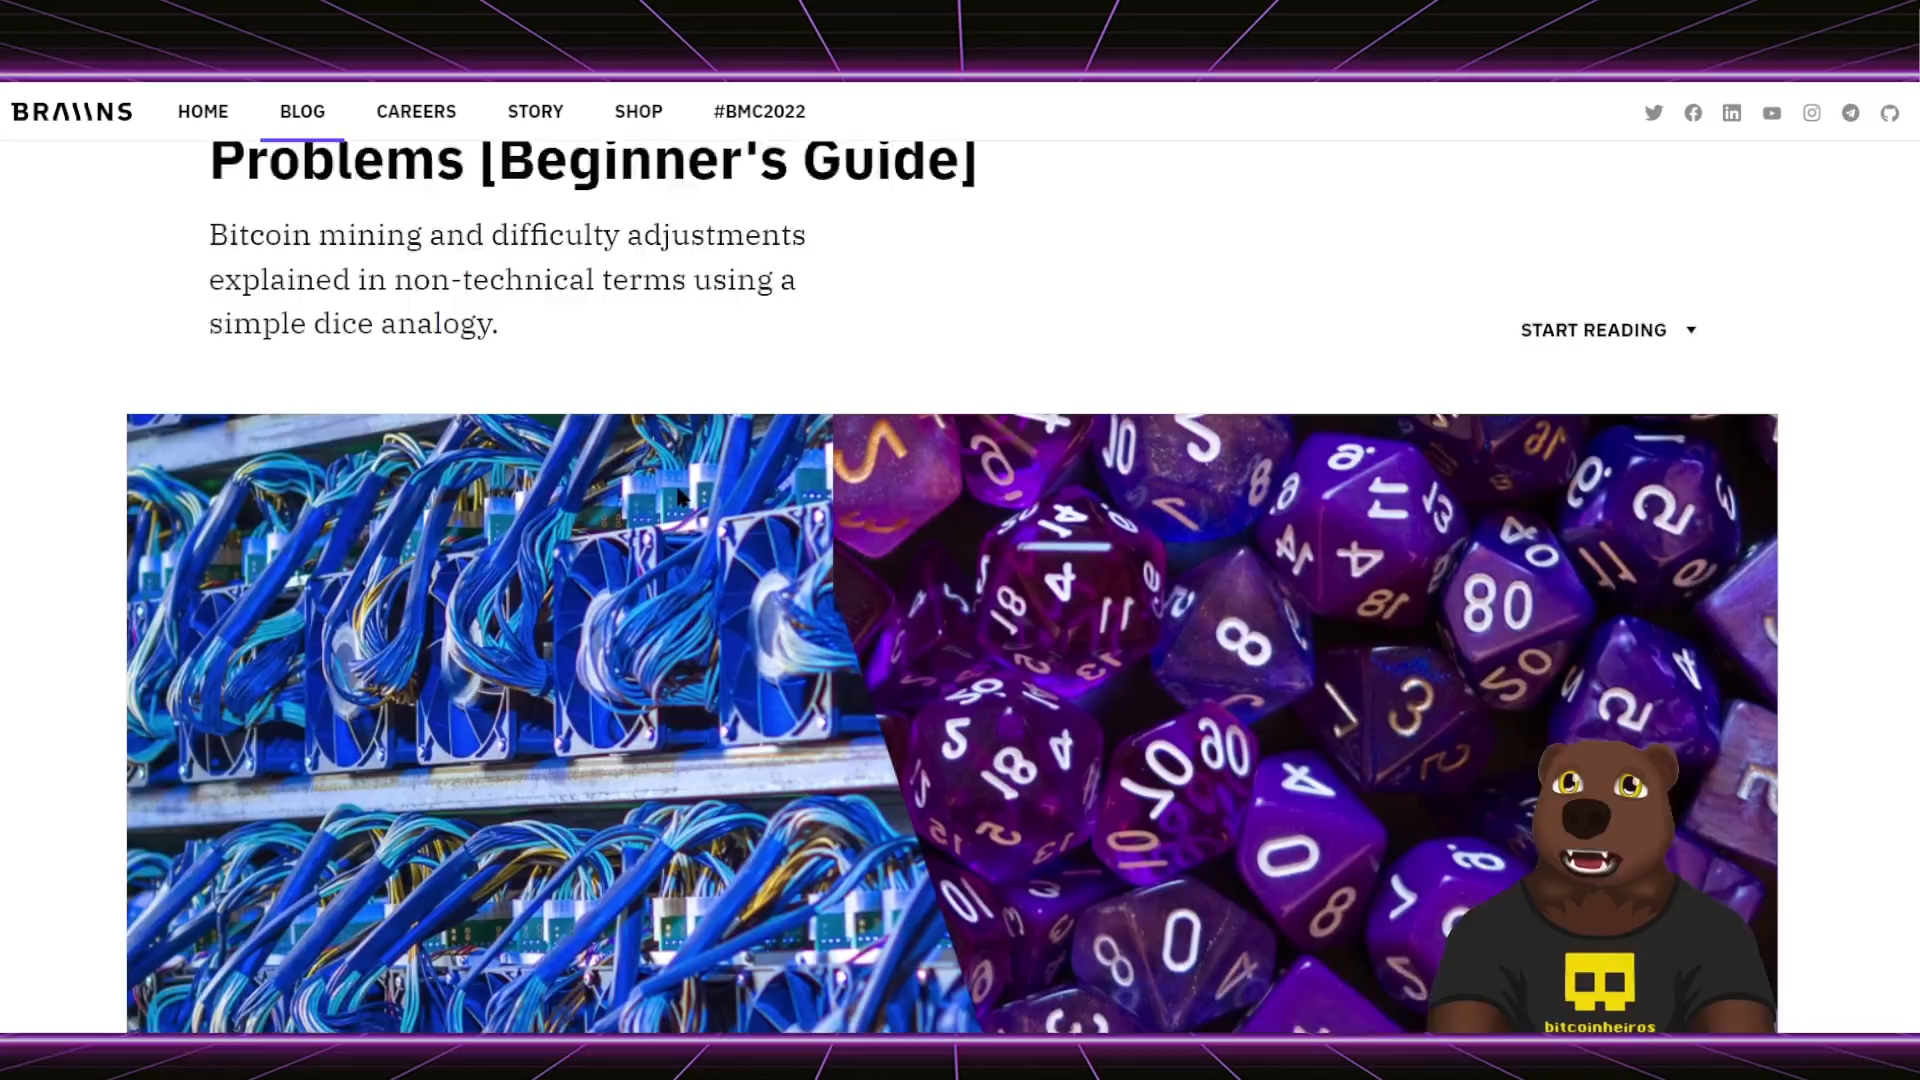 BRAIINS HOME BLOG CAREERS STORY SHOP #BMC2022
Problems [Beginner's Guide]
Bitcoin mining and difficulty adjustments
explained in non-technical terms using a
simple dice analogy.
START READING
bitcoinheiros